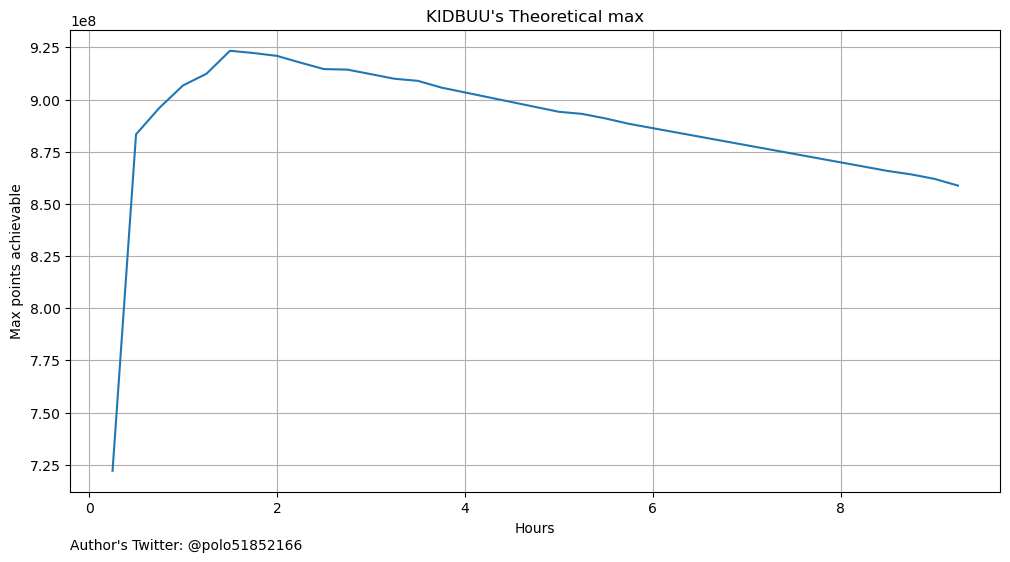 KIDBUU's Theoretical max
1e8
9.25
9.00
8.75
8.50
8.25
8.00
7.75
7.50
7.25
Max points achievable
0 2 4 6 8
Hours
Author's Twitter: @polo51852166